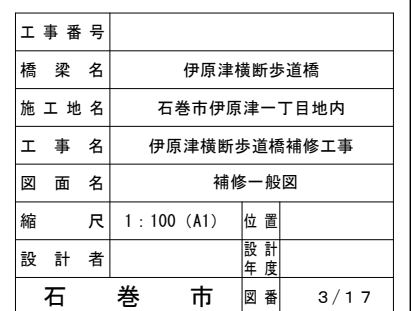 工事番号
橋梁名 伊原津横断歩道橋
施工地名 石巻市伊原津一丁目地内
工事名 伊原津横断歩道橋補修工事
図面名 補修一般図
縮尺 1：100（A1） 位置
設計者 設計年度
石巻市 図番 3/17